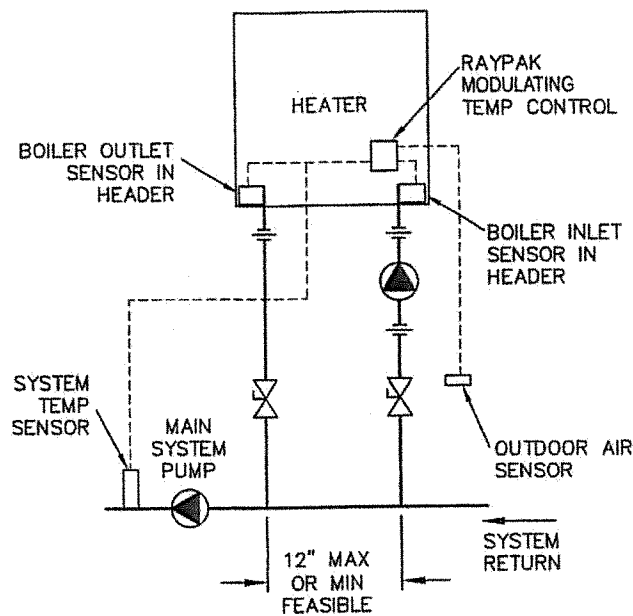 RAYPAK
MODULATING
TEMP CONTROL
HEATER
BOILER OUTLET
SENSOR IN
HEADER
BOILER INLET
SENSOR IN
HEADER
SYSTEM
TEMP
SENSOR
MAIN
SYSTEM
PUMP
OUTDOOR AIR
SENSOR
SYSTEM
RETURN
12" MAX
OR MIN
FEASIBLE